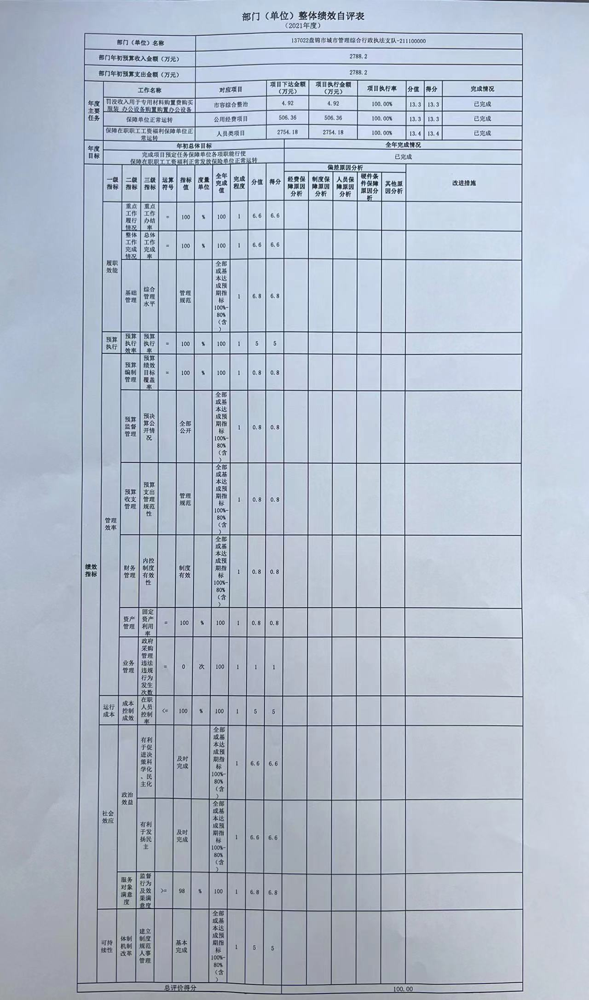 部门（单位）整体绩效自评表
（2021年度）
部门（单位）名称 137022盘锦市城市管理综合行政执法支队-211100000
部门年初预算收入金额（万元） 2788.2
部门年初预算支出金额（万元） 2788.2
年度主要任务 工作名称 对应项目 项目下达金额（万元） 项目执行金额（万元） 项目执行率 分值 得分 完成情况
罚没收入用于专用材料购置费购买服装 办公设备购置购置办公设备 市容综合整治 4.92 4.92 100.00% 13.3 13.3 已完成
保障单位正常运转 公用经费项目 506.36 506.36 100.00% 13.3 13.3 已完成
保障在职职工工资福利保障单位正常运转 人员类项目 2754.18 2754.18 100.00% 13.4 13.4 已完成
年度目标 年初总体目标 全年完成情况
完成项目预定任务保障单位各项职能行使
保障在职职工工资福利正常发放保险单位正常运转 已完成
绩效指标 一级指标 二级指标 三级指标 运算符号 指标值 度量单位 全年完成值 完成程度 分值 得分 偏差原因分析 改进措施
经费保障原因分析 制度保障原因分析 人员保障原因分析 硬件条件保障原因分析 其他原因分析
履职效能 重点工作履行情况 重点工作办结率 = 100 % 100 1 6.6 6.6
整体工作完成情况 总体工作完成率 = 100 % 100 1 6.6 6.6
基础管理 综合管理水平 管理规范 全部或基本达成预期指标100%-80%（含） 1 6.8 6.8
预算执行 预算执行效率 预算执行率 = 100 % 100 1 5 5
管理效率 预算编制管理 预算绩效目标覆盖率 = 100 % 100 1 0.8 0.8
预算监督管理 预决算公开情况 全部公开 全部或基本达成预期指标100%-80%（含） 1 0.8 0.8
预算收支管理 预算支出管理规范性 管理规范 全部或基本达成预期指标100%-80%（含） 1 0.8 0.8
财务管理 内控制度有效性 制度有效 全部或基本达成预期指标100%-80%（含） 1 0.8 0.8
资产管理 固定资产利用率 = 100 % 100 1 0.8 0.8
业务管理 政府采购管理违法违规行为发生次数 = 0 次 100 1 1 1
运行成本 成本控制成效 在职人员控制率 <= 100 % 100 1 5 5
社会效应 政治效益 有利于促进决策科学化、民主化 及时完成 全部或基本达成预期指标100%-80%（含） 1 6.6 6.6
有利于发扬民主 及时完成 全部或基本达成预期指标100%-80%（含） 1 6.6 6.6
服务对象满意度 监督行为及效果满意度 >= 98 % 100 1 6.8 6.8
可持续性 体制机制改革 建立制度规范人事管理 基本完成 全部或基本达成预期指标100%-80%（含） 1 5 5
总评价得分 100.00